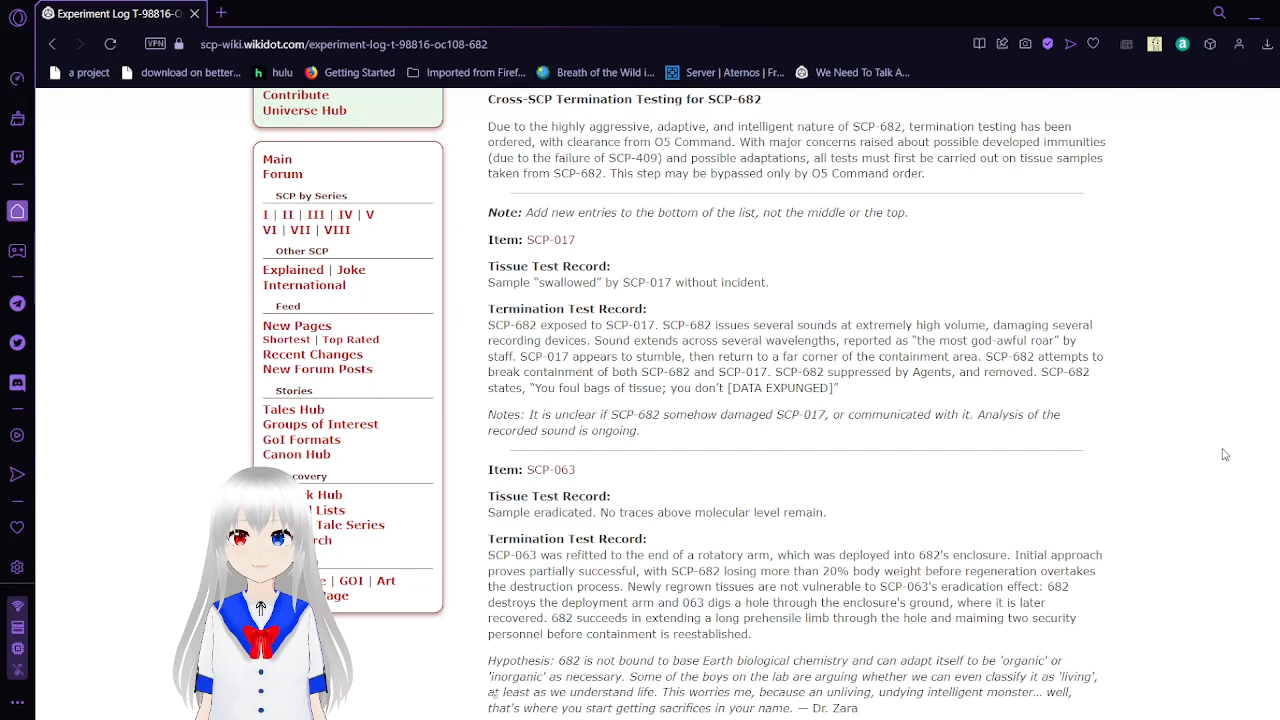 Experiment Log T-98816-O
VPN
scp-wiki.wikidot.com/experiment-log-t-98816-oc108-682
a project
download on better...
hulu
Getting Started
Imported from Firef...
Breath of the Wild i...
Server | Aternos | Fr...
We Need To Talk A...
Contribute
Universe Hub
Main
Forum
SCP by Series
I | II | III | IV | V
VI | VII | VIII
Other SCP
Explained | Joke
International
Feed
New Pages
Shortest | Top Rated
Recent Changes
New Forum Posts
Stories
Tales Hub
Groups of Interest
GoI Formats
Canon Hub
covery
k Hub
Lists
Tale Series
rch
e | GOI | Art
age
Cross-SCP Termination Testing for SCP-682
Due to the highly aggressive, adaptive, and intelligent nature of SCP-682, termination testing has been
ordered, with clearance from O5 Command. With major concerns raised about possible developed immunities
(due to the failure of SCP-409) and possible adaptations, all tests must first be carried out on tissue samples
taken from SCP-682. This step may be bypassed only by O5 Command order.
Note: Add new entries to the bottom of the list, not the middle or the top.
Item: SCP-017
Tissue Test Record:
Sample “swallowed” by SCP-017 without incident.
Termination Test Record:
SCP-682 exposed to SCP-017. SCP-682 issues several sounds at extremely high volume, damaging several
recording devices. Sound extends across several wavelengths, reported as “the most god-awful roar” by
staff. SCP-017 appears to stumble, then return to a far corner of the containment area. SCP-682 attempts to
break containment of both SCP-682 and SCP-017. SCP-682 suppressed by Agents, and removed. SCP-682
states, “You foul bags of tissue; you don’t [DATA EXPUNGED]”
Notes: It is unclear if SCP-682 somehow damaged SCP-017, or communicated with it. Analysis of the
recorded sound is ongoing.
Item: SCP-063
Tissue Test Record:
Sample eradicated. No traces above molecular level remain.
Termination Test Record:
SCP-063 was refitted to the end of a rotatory arm, which was deployed into 682's enclosure. Initial approach
proves partially successful, with SCP-682 losing more than 20% body weight before regeneration overtakes
the destruction process. Newly regrown tissues are not vulnerable to SCP-063's eradication effect: 682
destroys the deployment arm and 063 digs a hole through the enclosure's ground, where it is later
recovered. 682 succeeds in extending a long prehensile limb through the hole and maiming two security
personnel before containment is reestablished.
Hypothesis: 682 is not bound to base Earth biological chemistry and can adapt itself to be 'organic' or
'inorganic' as necessary. Some of the boys on the lab are arguing whether we can even classify it as 'living',
at least as we understand life. This worries me, because an unliving, undying intelligent monster... well,
that's where you start getting sacrifices in your name. — Dr. Zara